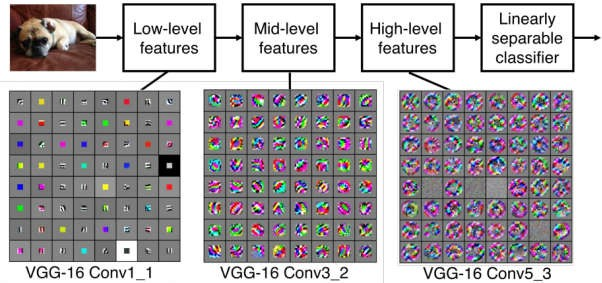 Low-level
features
Mid-level
features
High-level
features
Linearly
separable
classifier
VGG-16 Conv1_1
VGG-16 Conv3_2
VGG-16 Conv5_3